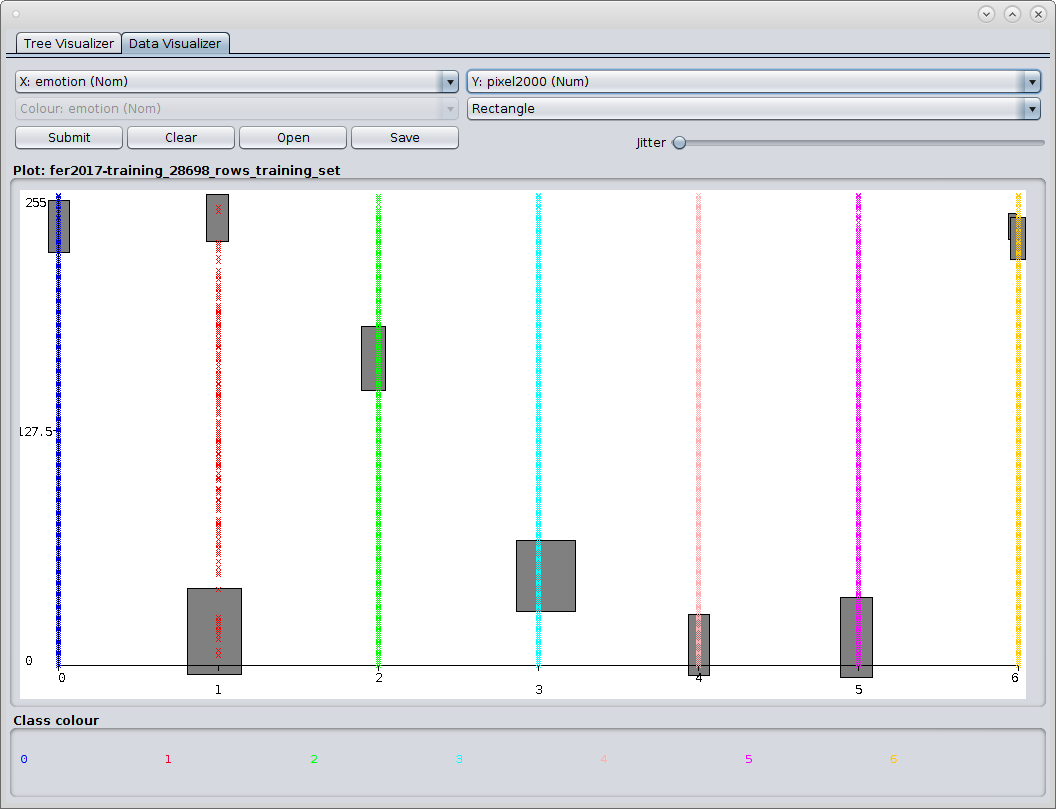 Tree Visualizer Data Visualizer
X: emotion (Nom) Y: pixel2000 (Num)
Colour: emotion (Nom) Rectangle
Submit Clear Open Save Jitter
Plot: fer2017-training_28698_rows_training_set
255
127.5
0
0 1 2 3 4 5 6
Class colour
0 1 2 3 4 5 6